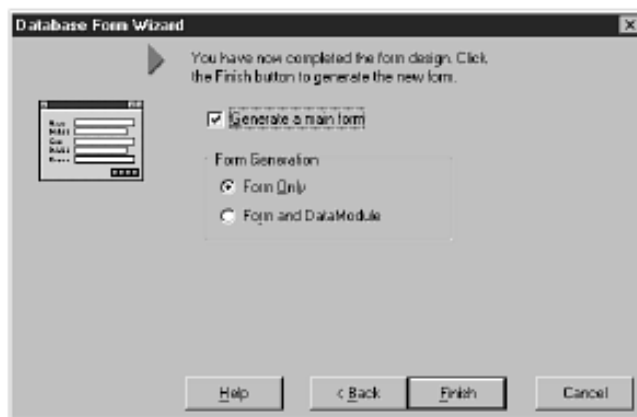 Database Form Wizard
You have now completed the form design. Click
the Finish button to generate the new form.
Generate a main form
Form Generation
Form Only
Form and DataModule
Help
< Back
Finish
Cancel